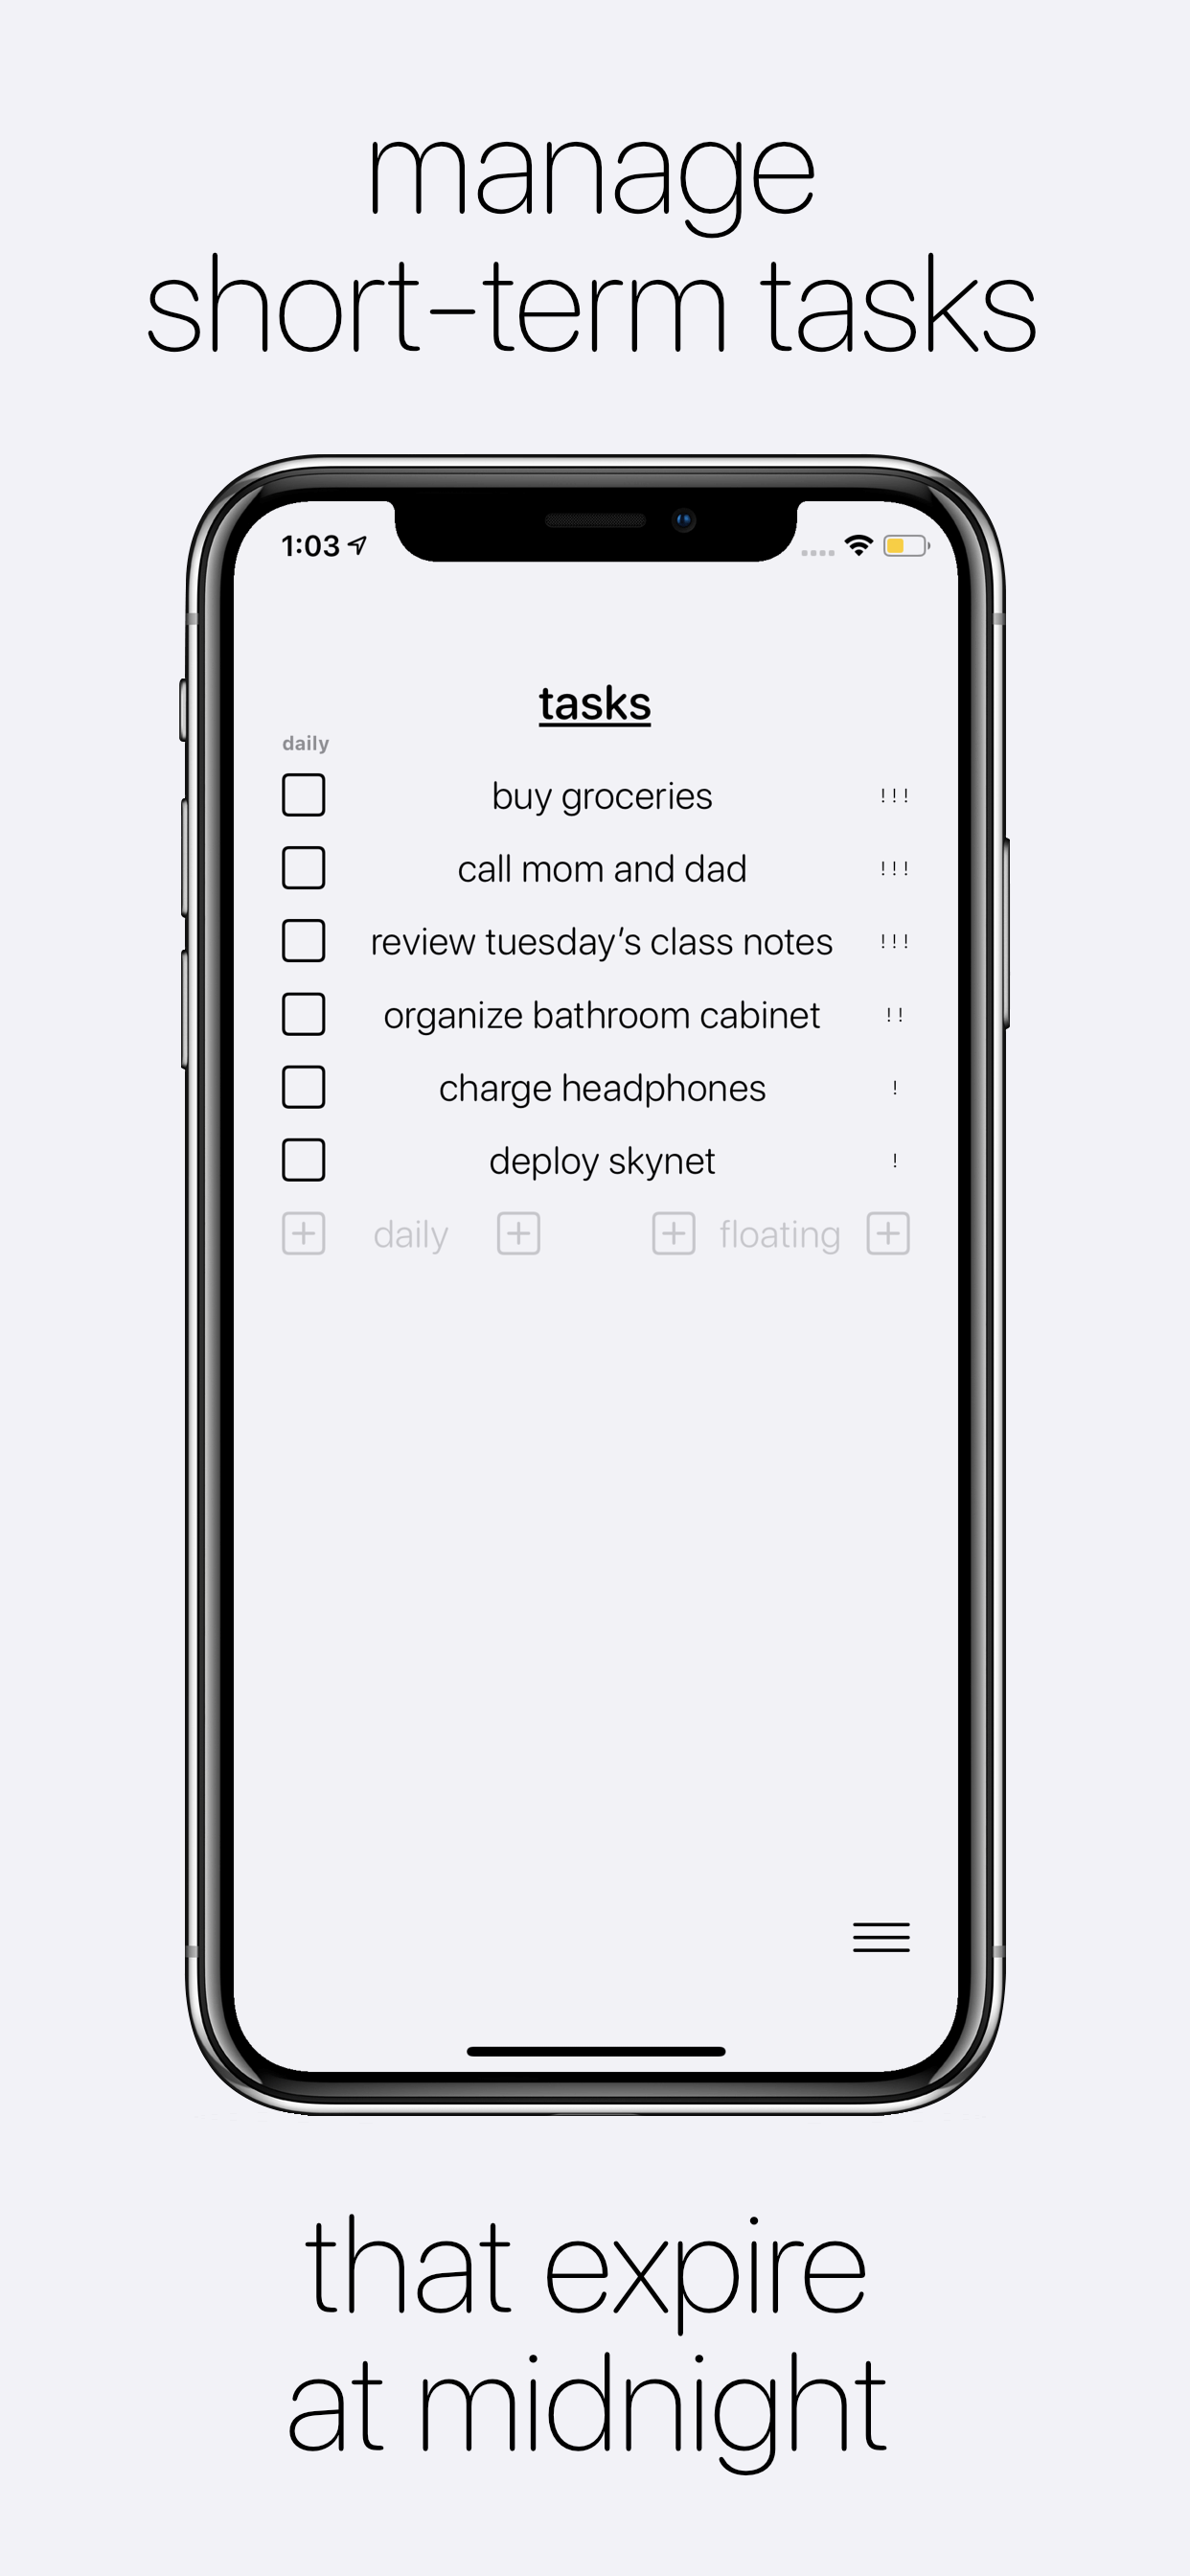 manage
short-term tasks
1:03
tasks
daily
buy groceries !!!
call mom and dad !!!
review tuesday’s class notes !!!
organize bathroom cabinet !!
charge headphones !
deploy skynet !
daily floating
that expire
at midnight